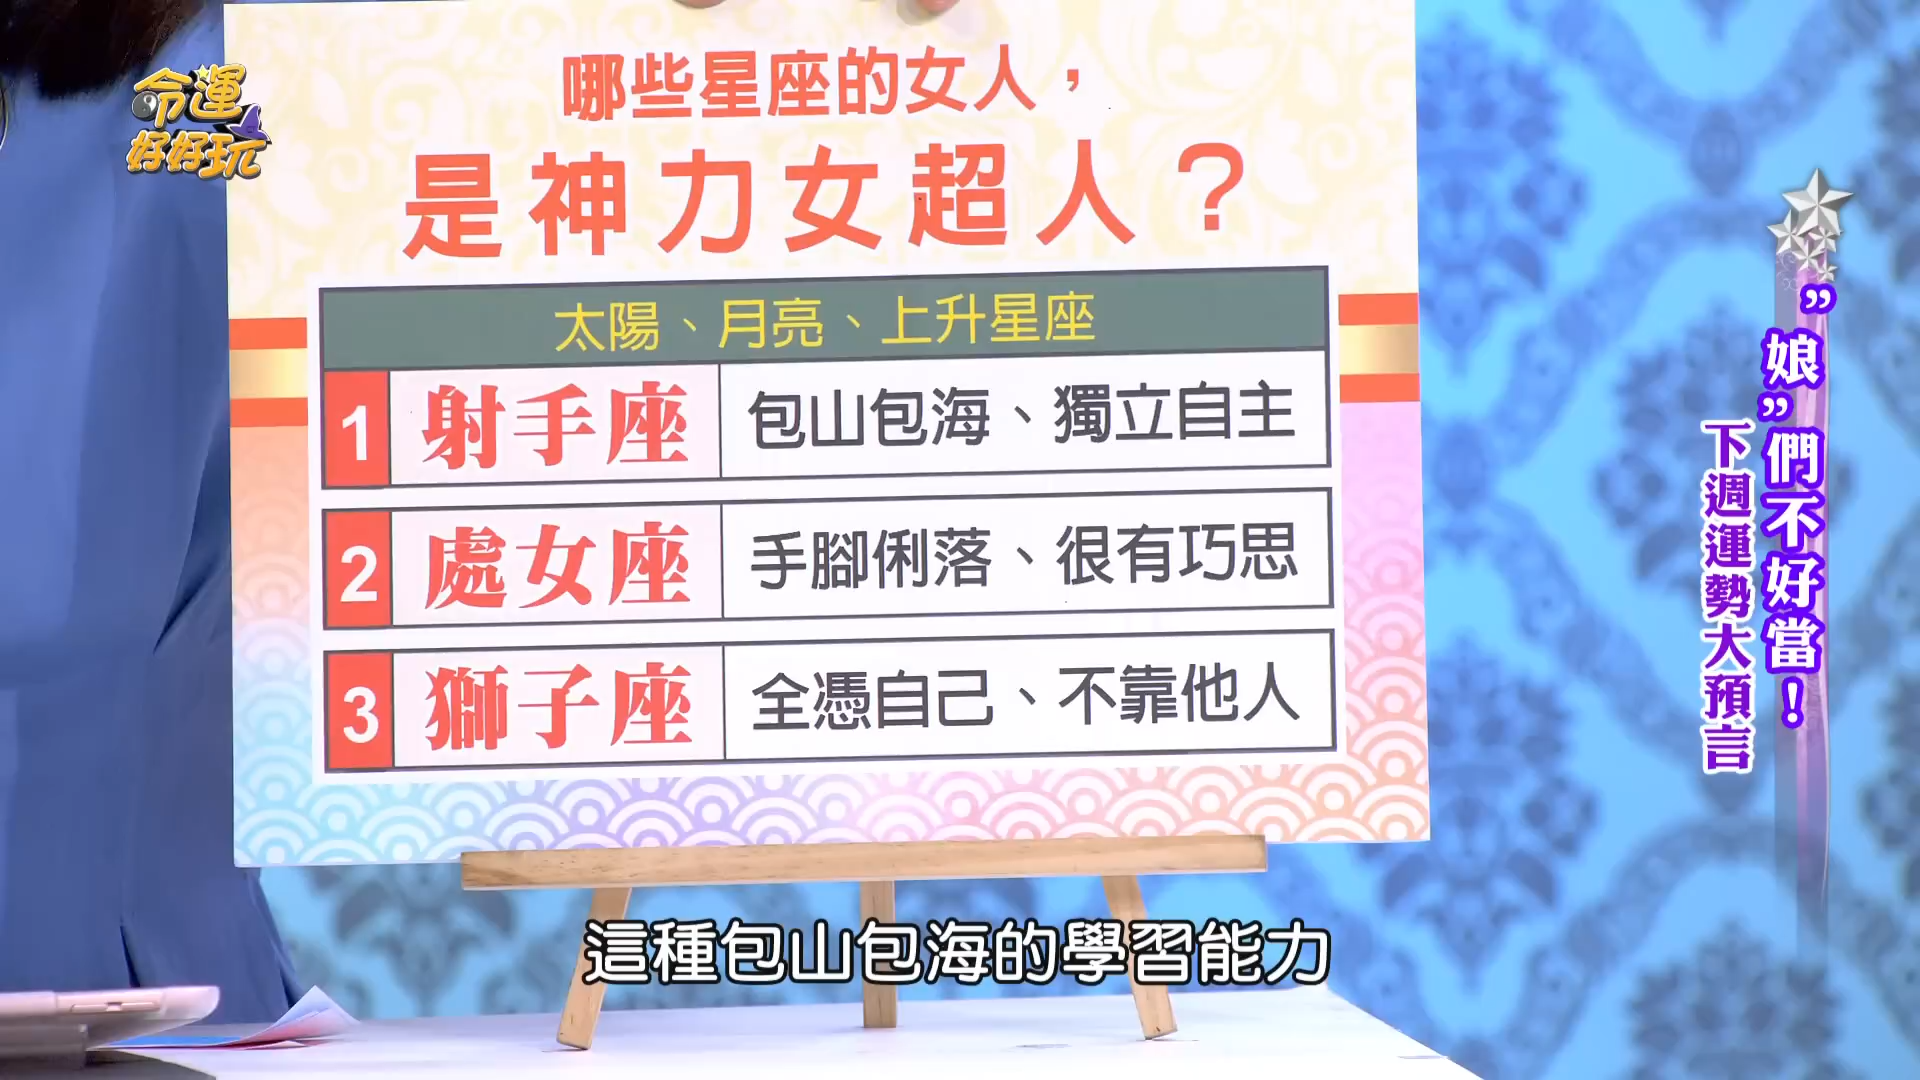 命運
好好玩
哪些星座的女人，
是神力女超人？
太陽、月亮、上升星座
1 射手座 包山包海、獨立自主
2 處女座 手腳俐落、很有巧思
3 獅子座 全憑自己、不靠他人
”娘”們不好當！
下週運勢大預言
這種包山包海的學習能力